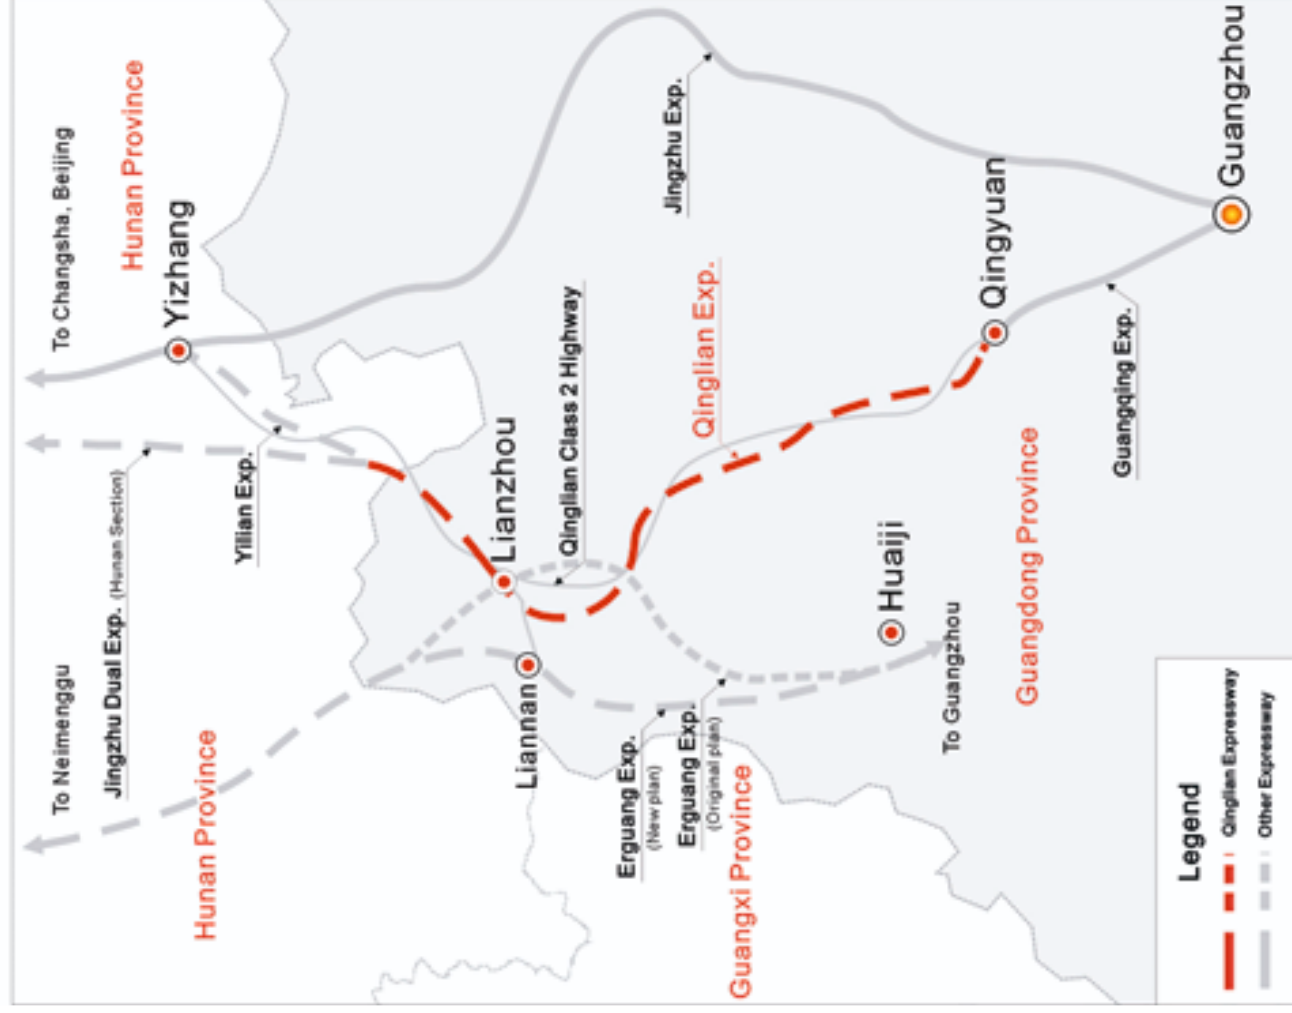 To Neimenggu
To Changsha, Beijing
Jingzhu Dual Exp. (Hunan Section)
Hunan Province
Yizhang
Hunan Province
Yilian Exp.
Lianzhou
Liannan
Qinglian Class 2 Highway
Erguang Exp.
(New plan)
Jingzhu Exp.
Erguang Exp.
(Original plan)
Qinglian Exp.
Guangxi Province
Huaiji
To Guangzhou
Qingyuan
Guangdong Province
Guangqing Exp.
Guangzhou
Legend
Qinglian Expressway
Other Expressway